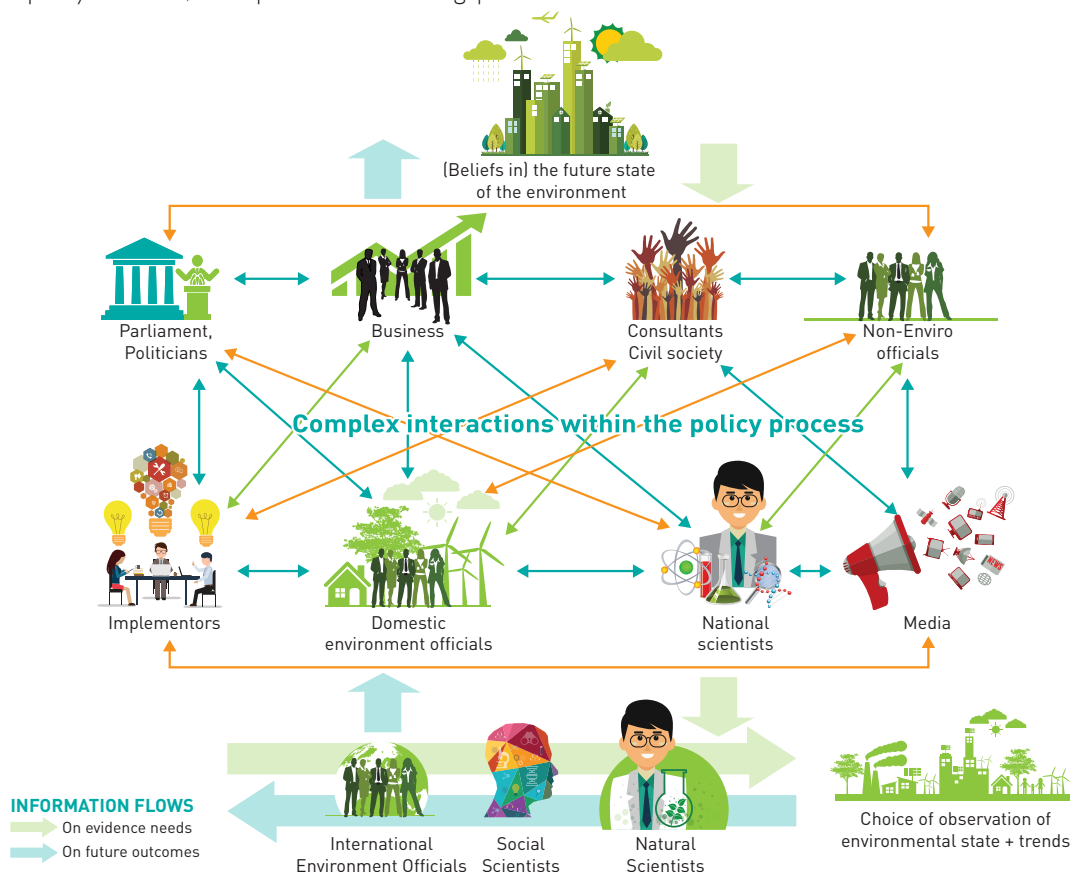 (Beliefs in) the future state
of the environment
Parliament,
Politicians
Business
Consultants
Civil society
Non-Enviro
officials
Complex interactions within the policy process
Implementors
Domestic
environment officials
National
scientists
NEWS
Media
INFORMATION FLOWS
On evidence needs
On future outcomes
International
Environment Officials
Social
Scientists
Natural
Scientists
Choice of observation of
environmental state + trends